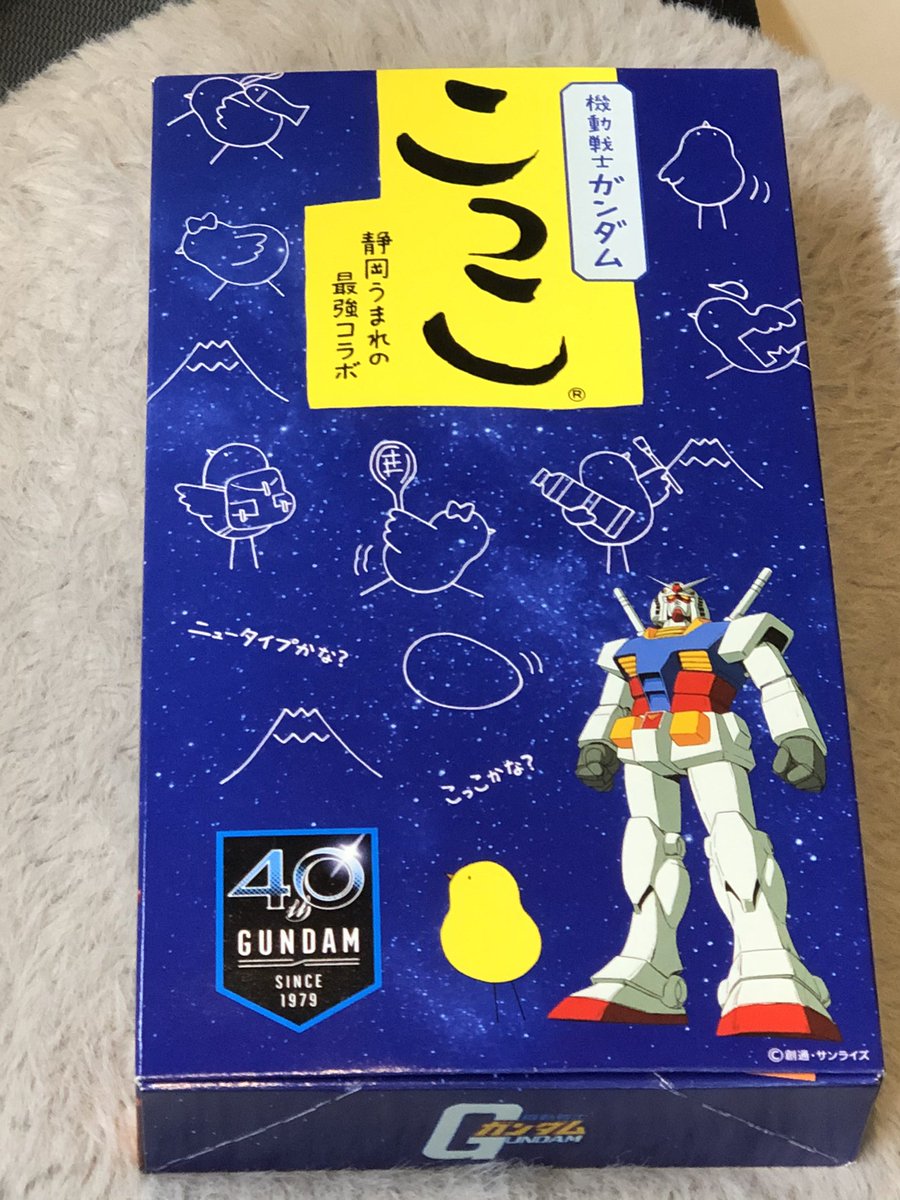 機動戦士ガンダム
こっこ
®
静岡うまれの
最強コラボ
ニュータイプかな?
こっこかな?
40th
GUNDAM
SINCE
1979
©創通・サンライズ
機動戦士
ガンダム
GUNDAM